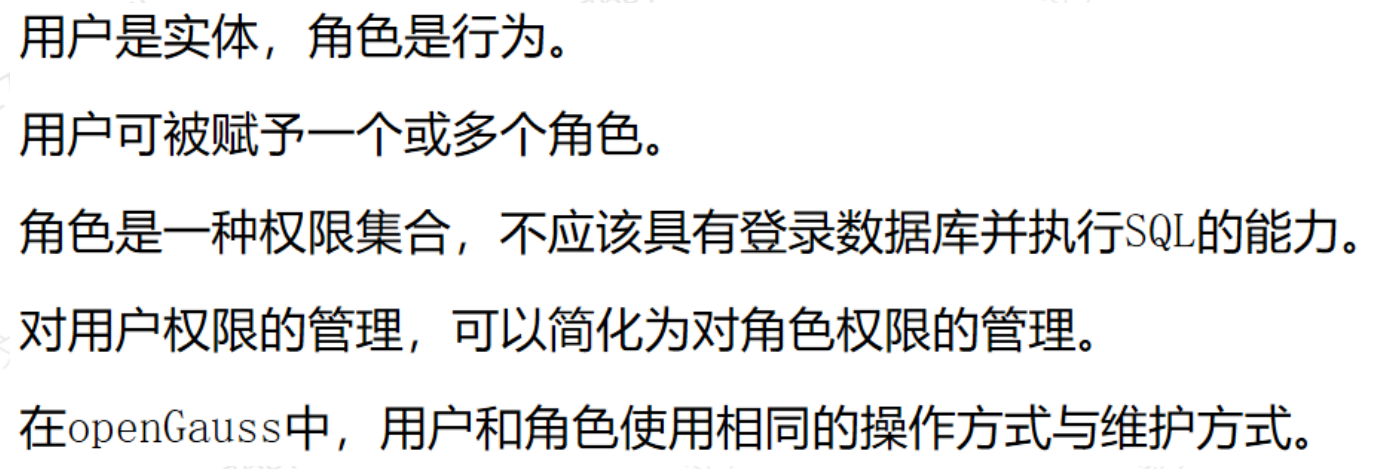 用户是实体，角色是行为。
用户可被赋予一个或多个角色。
角色是一种权限集合，不应该具有登录数据库并执行SQL的能力。
对用户权限的管理，可以简化为对角色权限的管理。
在openGauss中，用户和角色使用相同的操作方式与维护方式。